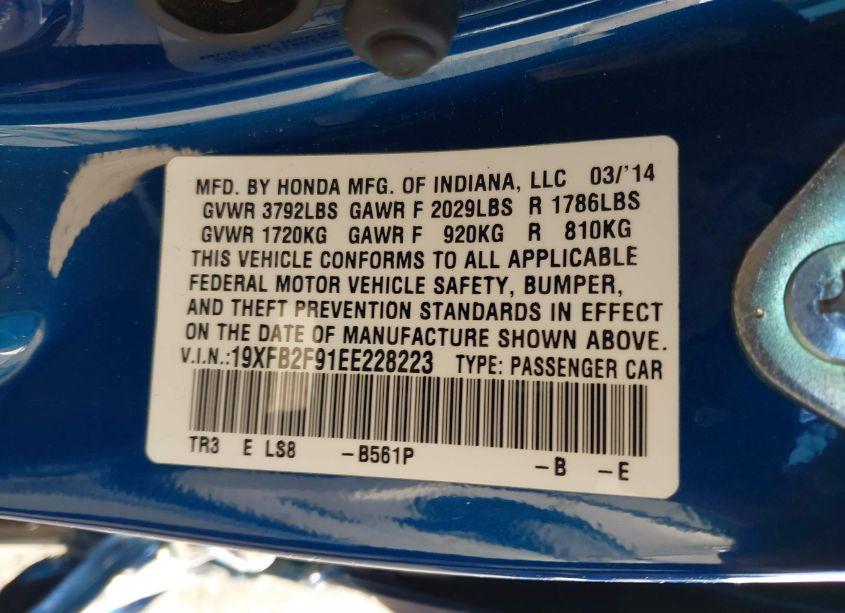 MFD. BY HONDA MFG. OF INDIANA, LLC 03/'14
GVWR 3792LBS GAWR F 2029LBS R 1786LBS
GVWR 1720KG GAWR F 920KG R 810KG
THIS VEHICLE CONFORMS TO ALL APPLICABLE
FEDERAL MOTOR VEHICLE SAFETY, BUMPER,
AND THEFT PREVENTION STANDARDS IN EFFECT
ON THE DATE OF MANUFACTURE SHOWN ABOVE.
V.I.N.:19XFB2F91EE228223 TYPE: PASSENGER CAR
TR3 E LS8 -B561P -B -E